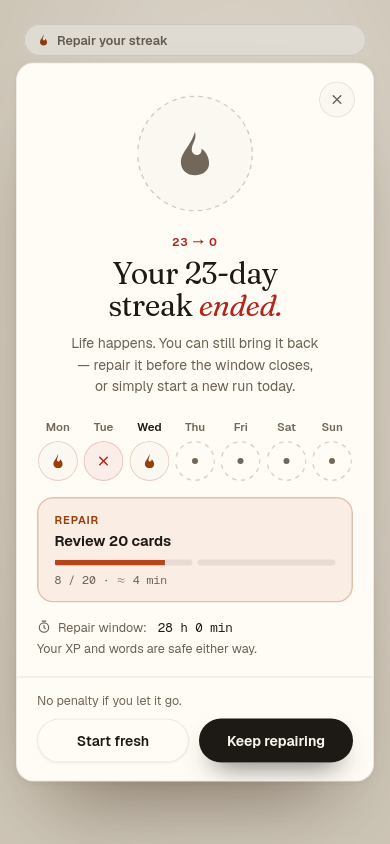 Repair your streak
23 → 0
Your 23-day
streak ended.
Life happens. You can still bring it back
— repair it before the window closes,
or simply start a new run today.
Mon Tue Wed Thu Fri Sat Sun
REPAIR
Review 20 cards
8 / 20 · ≈ 4 min
Repair window: 28 h 0 min
Your XP and words are safe either way.
No penalty if you let it go.
Start fresh
Keep repairing